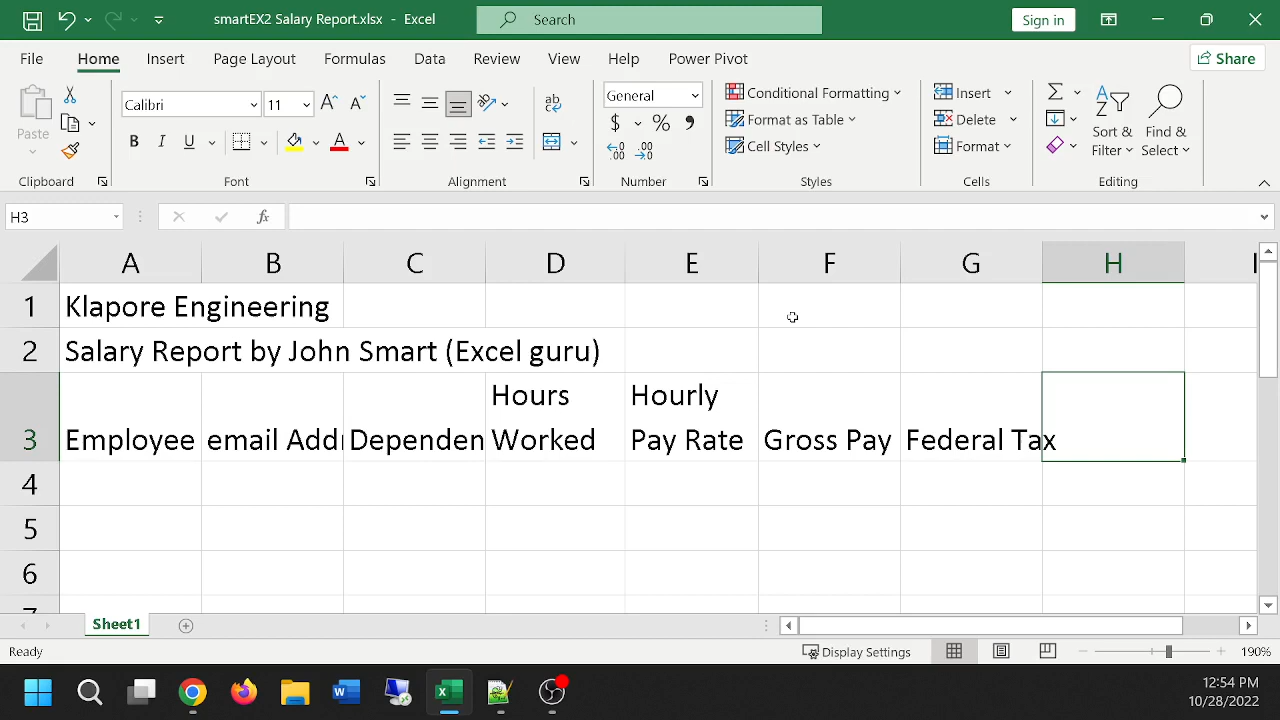 smartEX2 Salary Report.xlsx - Excel
Search
Sign in
File Home Insert Page Layout Formulas Data Review View Help Power Pivot
Share
Paste
Calibri 11
General
Conditional Formatting
Format as Table
Cell Styles
Insert
Delete
Format
Sort & Filter
Find & Select
Clipboard Font Alignment Number Styles Cells Editing
H3
A B C D E F G H I
1 Klapore Engineering
2 Salary Report by John Smart (Excel guru)
3 Employee email Addr Dependen Hours Worked Hourly Pay Rate Gross Pay Federal Tax
4
5
6
7
Sheet1
Ready
Display Settings
190%
12:54 PM
10/28/2022